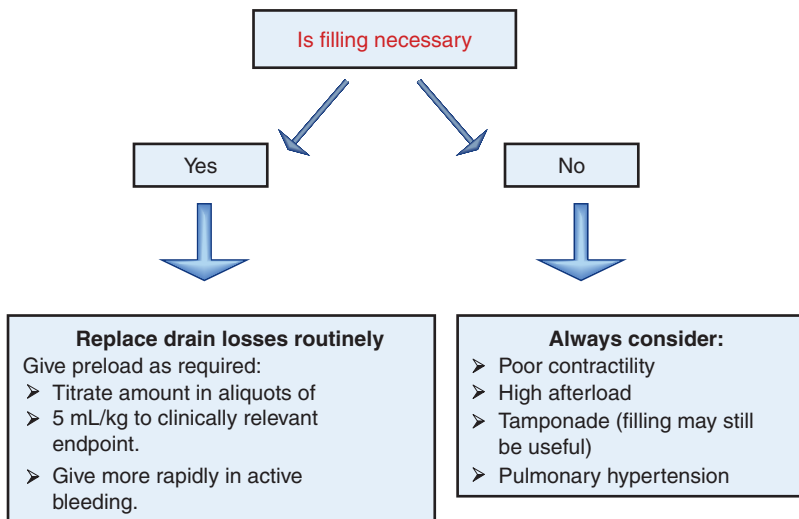 Is filling necessary
Yes
No
Replace drain losses routinely
Give preload as required:
➢ Titrate amount in aliquots of
➢ 5 mL/kg to clinically relevant
endpoint.
➢ Give more rapidly in active
bleeding.
Always consider:
➢ Poor contractility
➢ High afterload
➢ Tamponade (filling may still
be useful)
➢ Pulmonary hypertension